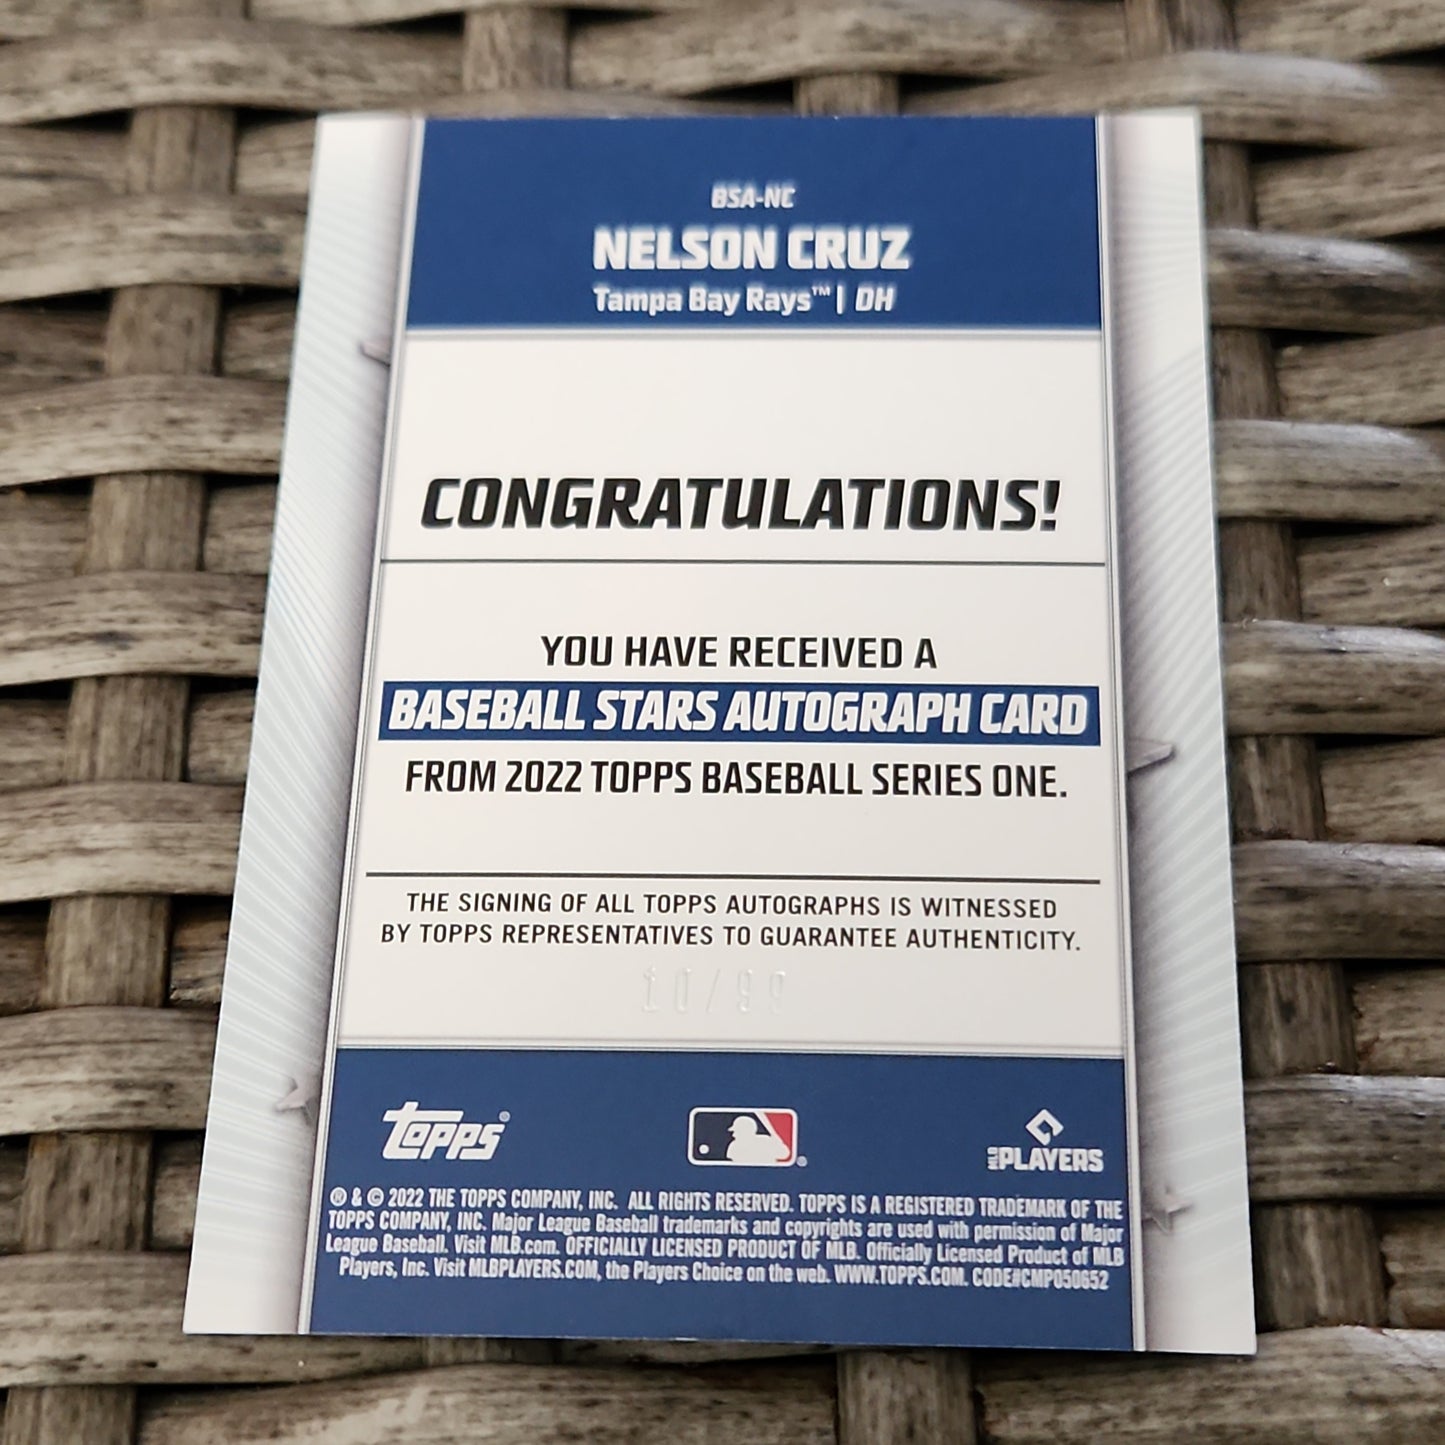 BSA-NC
NELSON CRUZ
Tampa Bay Rays™ | DH
CONGRATULATIONS!
YOU HAVE RECEIVED A
BASEBALL STARS AUTOGRAPH CARD
FROM 2022 TOPPS BASEBALL SERIES ONE.
THE SIGNING OF ALL TOPPS AUTOGRAPHS IS WITNESSED
BY TOPPS REPRESENTATIVES TO GUARANTEE AUTHENTICITY.
10/99
topps®
MLB PLAYERS
® & © 2022 THE TOPPS COMPANY, INC. ALL RIGHTS RESERVED. TOPPS IS A REGISTERED TRADEMARK OF THE
TOPPS COMPANY, INC. Major League Baseball trademarks and copyrights are used with permission of Major
League Baseball. Visit MLB.com. OFFICIALLY LICENSED PRODUCT OF MLB. Officially Licensed Product of MLB
Players, Inc. Visit MLBPLAYERS.COM, the Players Choice on the web. WWW.TOPPS.COM. CODE#CMP050652